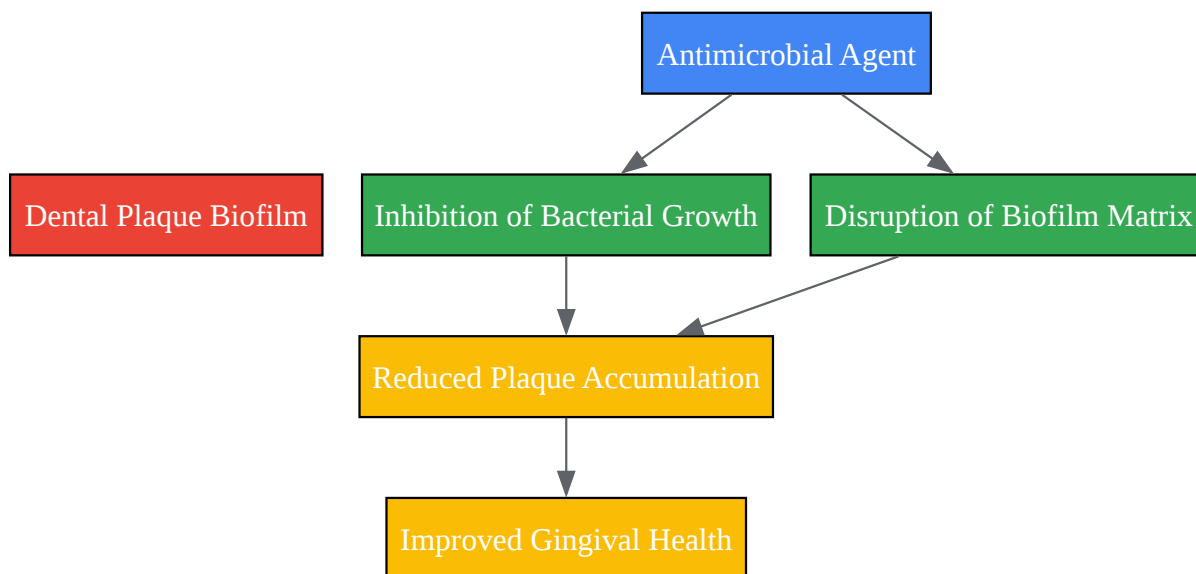 Antimicrobial Agent
Dental Plaque Biofilm
Inhibition of Bacterial Growth
Disruption of Biofilm Matrix
Reduced Plaque Accumulation
Improved Gingival Health